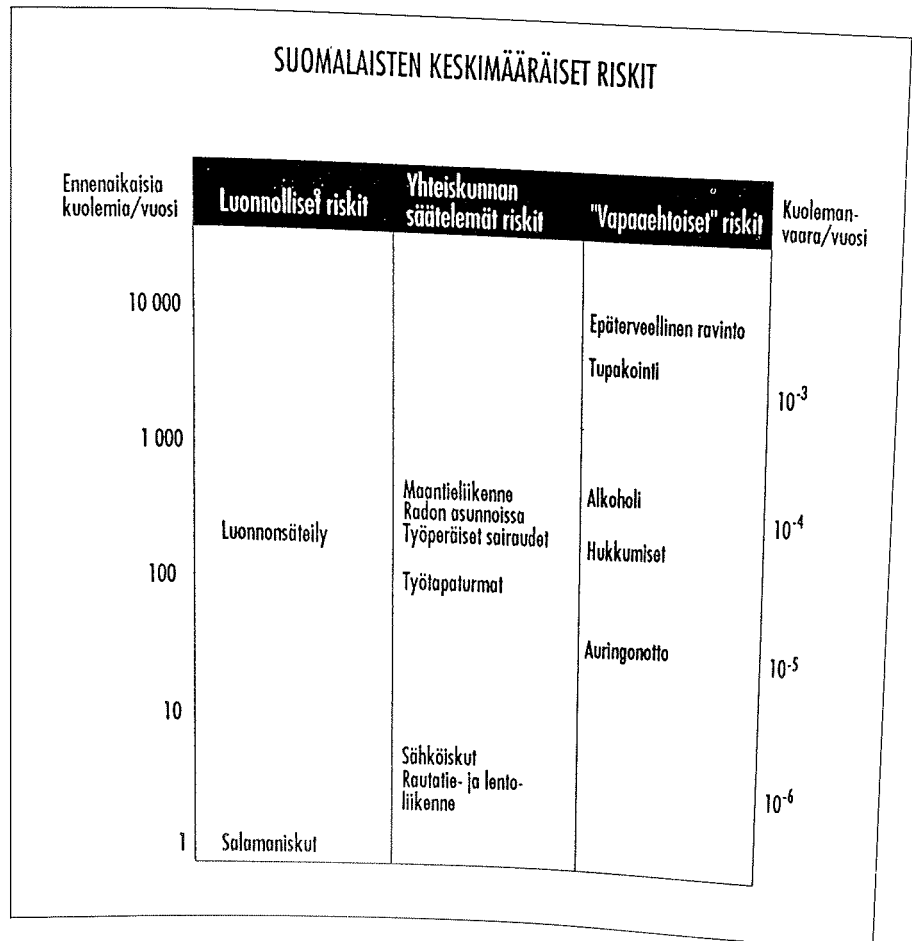 SUOMALAISTEN KESKIMÄÄRÄISET RISKIT
Ennenaikaisia
kuolemia/vuosi
Luonnolliset riskit
Yhteiskunnan
säätelemät riskit
"Vapaaehtoiset" riskit
Kuoleman-
vaara/vuosi
10 000
1 000
100
10
1
Luonnonsäteily
Salamaniskut
Maantieliikenne
Radon asunnoissa
Työperäiset sairaudet
Työtapaturmat
Sähköiskut
Rautatie- ja lento-
liikenne
Epäterveellinen ravinto
Tupakointi
Alkoholi
Hukkumiset
Auringonotto
10⁻³
10⁻⁴
10⁻⁵
10⁻⁶